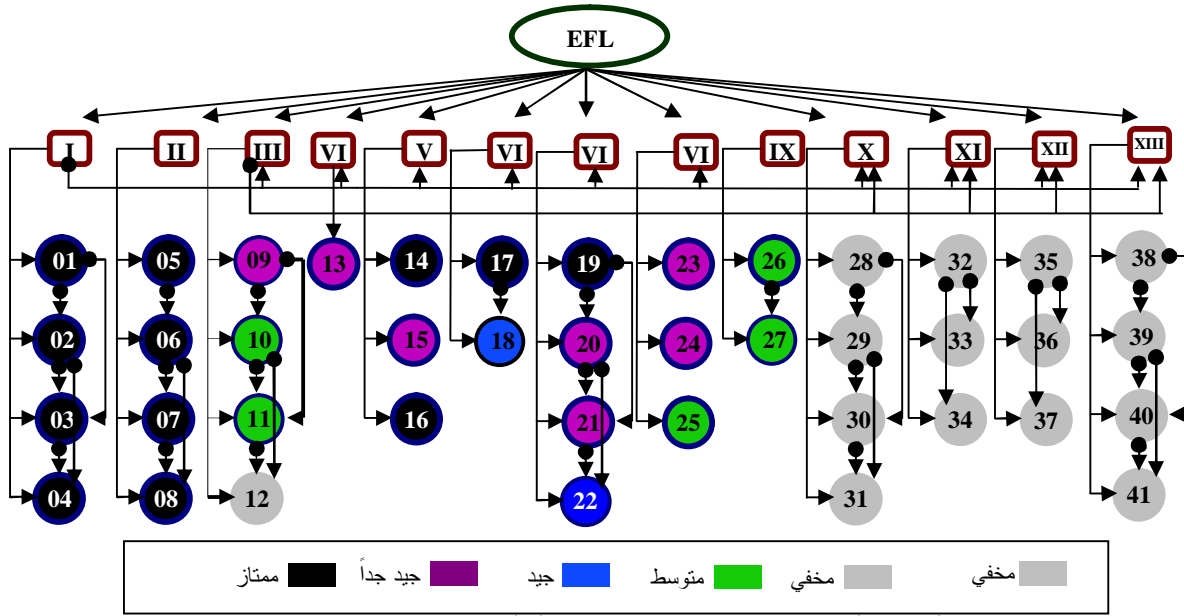 EFL
I II III VI V VI VI VI IX X XI XII XIII
01 05 09 13 14 17 19 23 26 28 32 35 38
02 06 10 15 18 20 24 27 29 33 36 39
03 07 11 16 21 25 30 34 37 40
04 08 12 22 31 41
ممتاز جيد جداً جيد متوسط مخفي مخفي